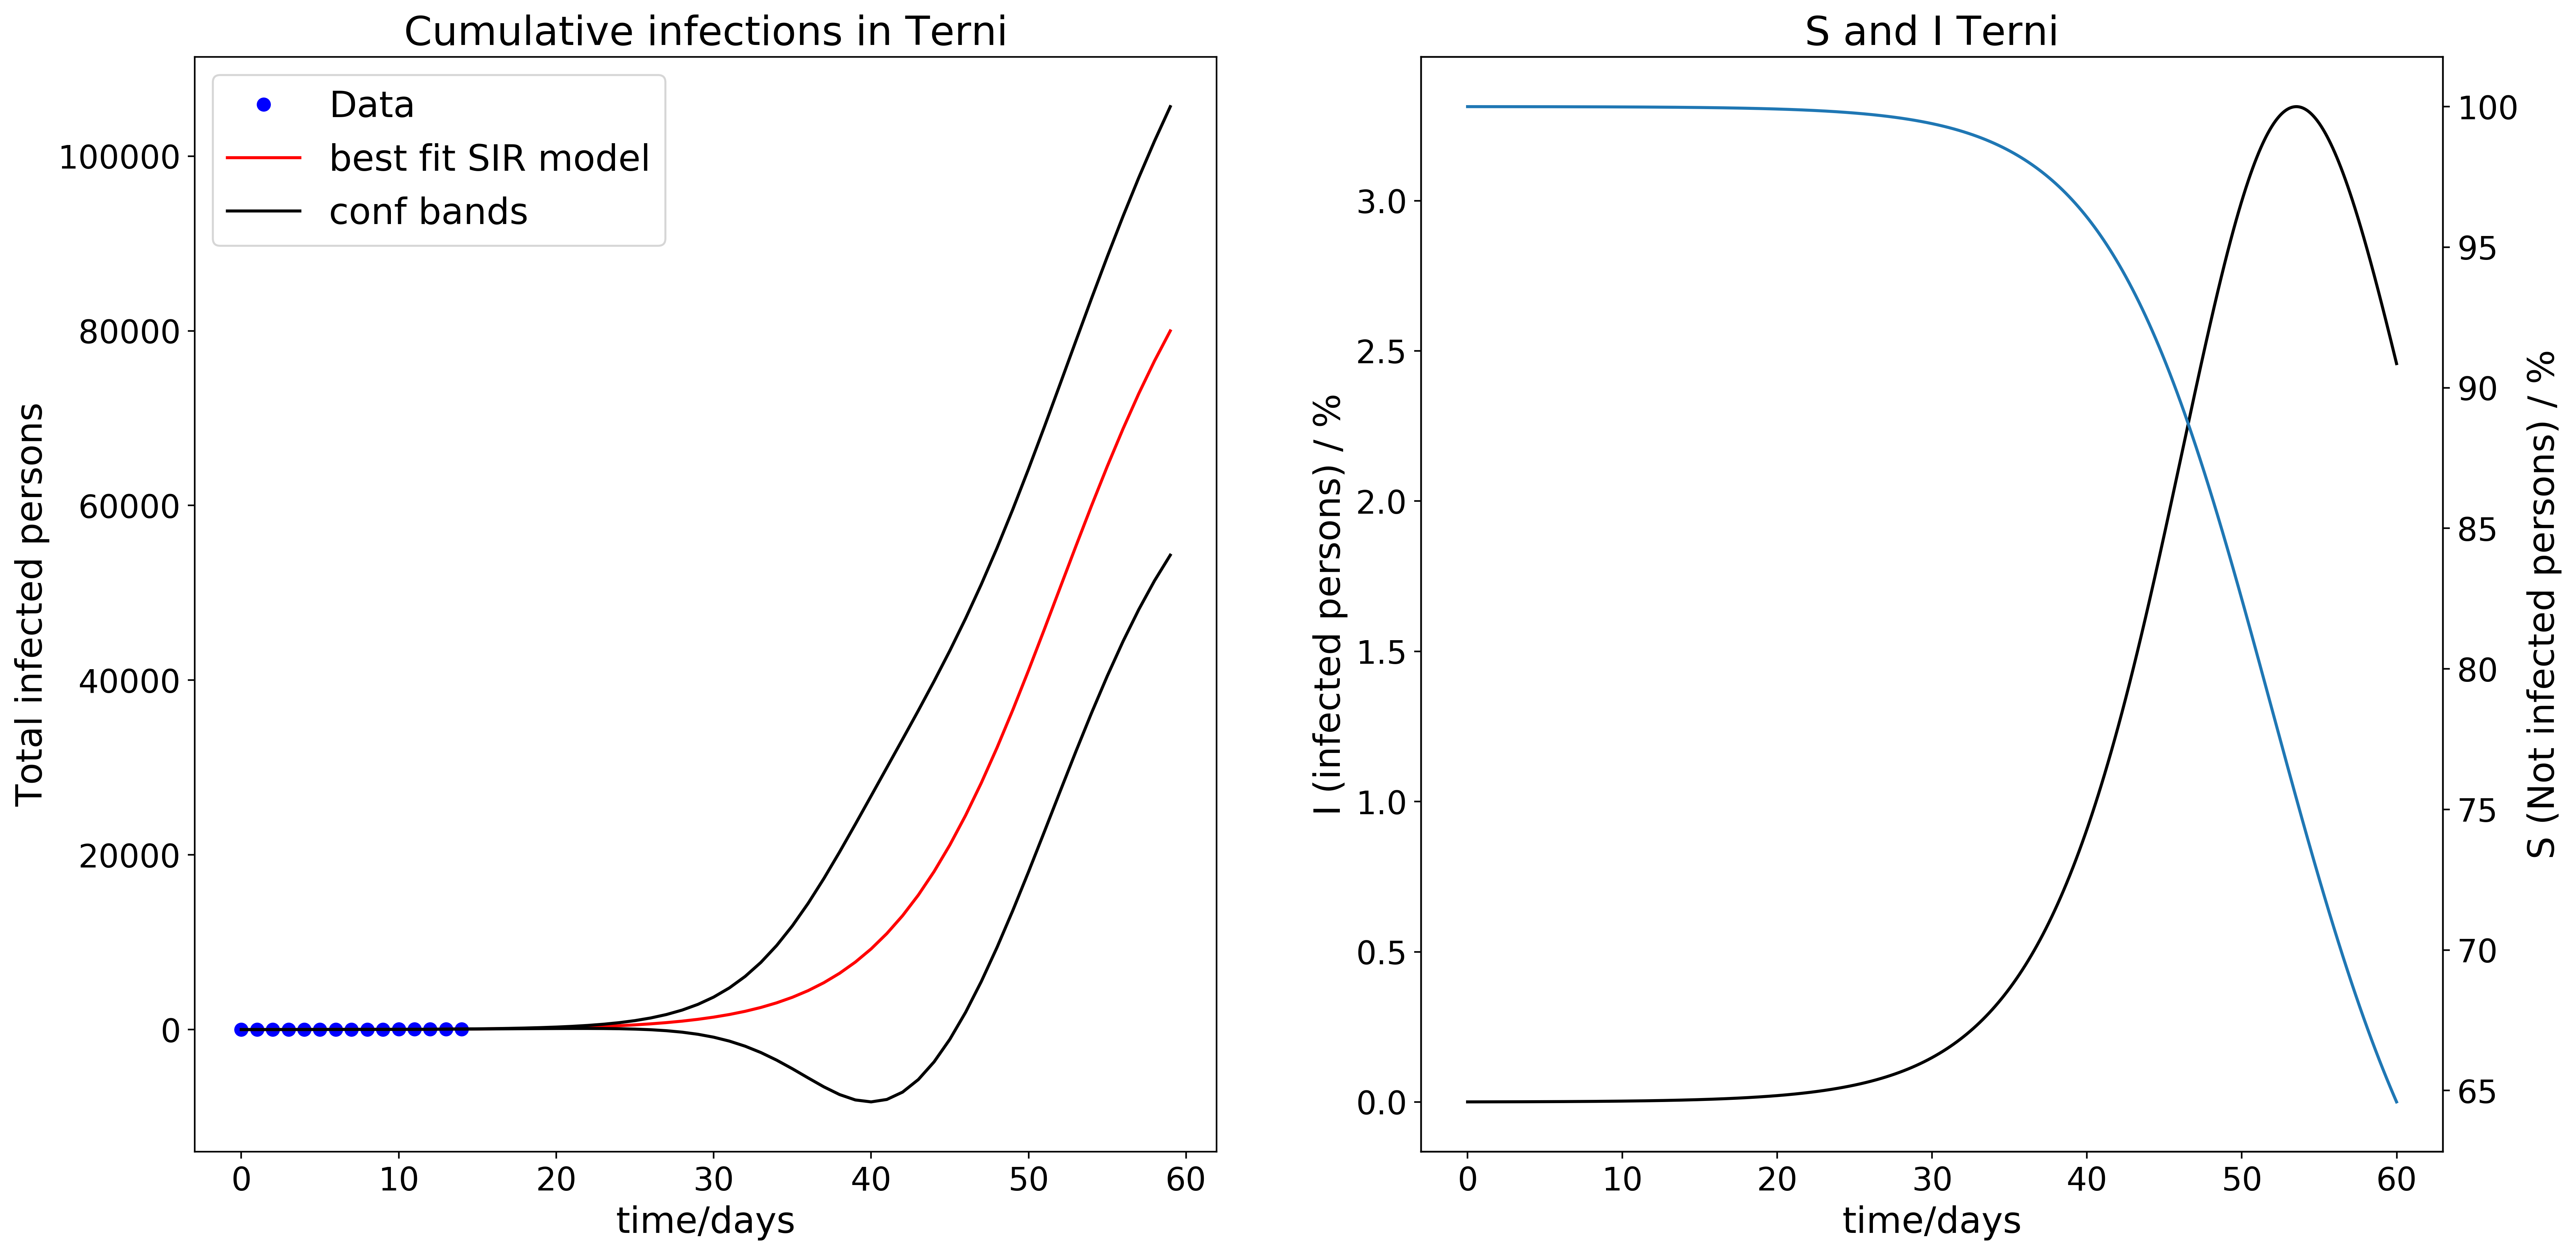 Cumulative infections in Terni
Data
best fit SIR model
conf bands
Total infected persons
100000
80000
60000
40000
20000
0
0 10 20 30 40 50 60
time/days
S and I Terni
I (infected persons) / %
3.0
2.5
2.0
1.5
1.0
0.5
0.0
100
95
90
85
80
75
70
65
S (Not infected persons) / %
0 10 20 30 40 50 60
time/days